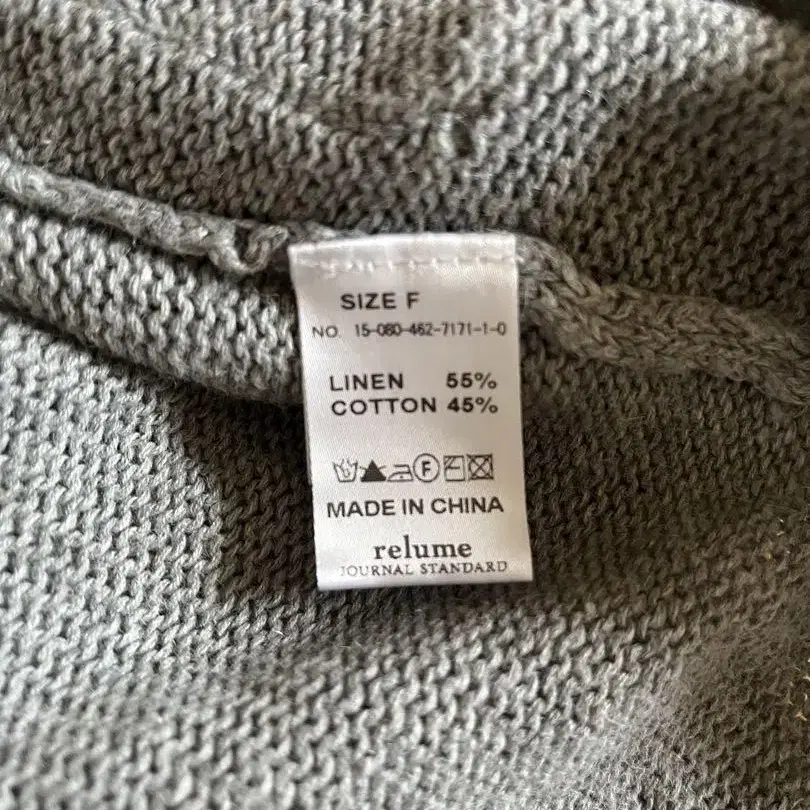 SIZE F
NO. 15-080-462-7171-1-0
LINEN 55%
COTTON 45%
F
MADE IN CHINA
relume
JOURNAL STANDARD